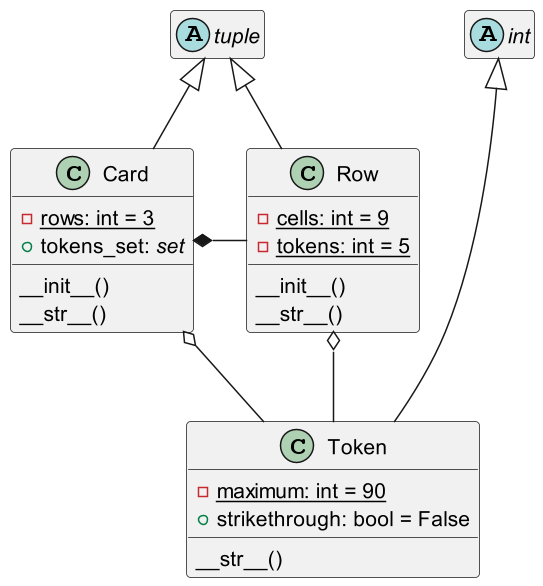 A tuple
A int
C Card
rows: int = 3
tokens_set: set
__init__()
__str__()
C Row
cells: int = 9
tokens: int = 5
__init__()
__str__()
C Token
maximum: int = 90
strikethrough: bool = False
__str__()